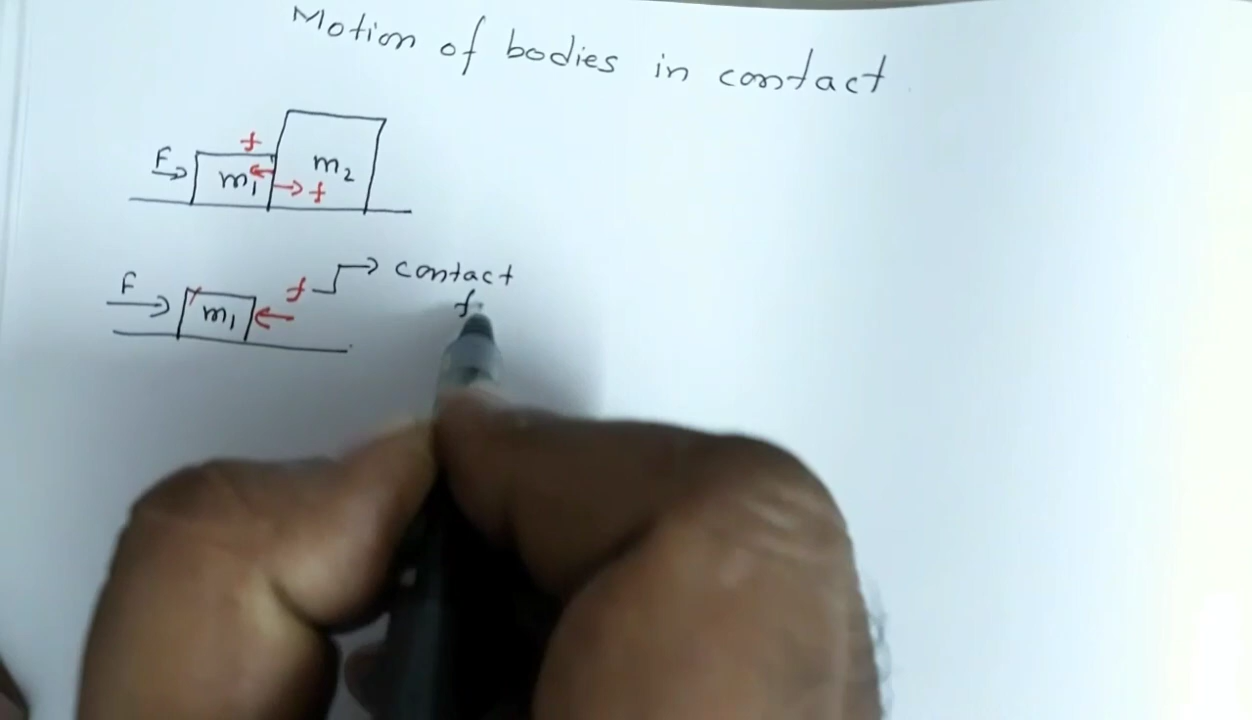 Motion of bodies in contact
f
F m₁ m₂
f
F m₁ f contact
f